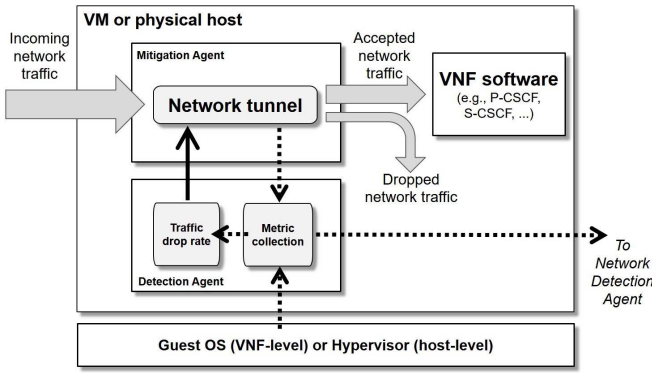 VM or physical host
Incoming
network
traffic
Mitigation Agent
Network tunnel
Accepted
network
traffic
VNF software
(e.g., P-CSCF,
S-CSCF, ...)
Dropped
network traffic
Traffic
drop rate
Metric
collection
Detection Agent
To
Network
Detection
Agent
Guest OS (VNF-level) or Hypervisor (host-level)